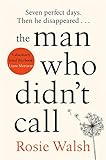 Seven perfect days.
Then he disappeared . . .
the
man
who
didn't
call
Rosie Walsh